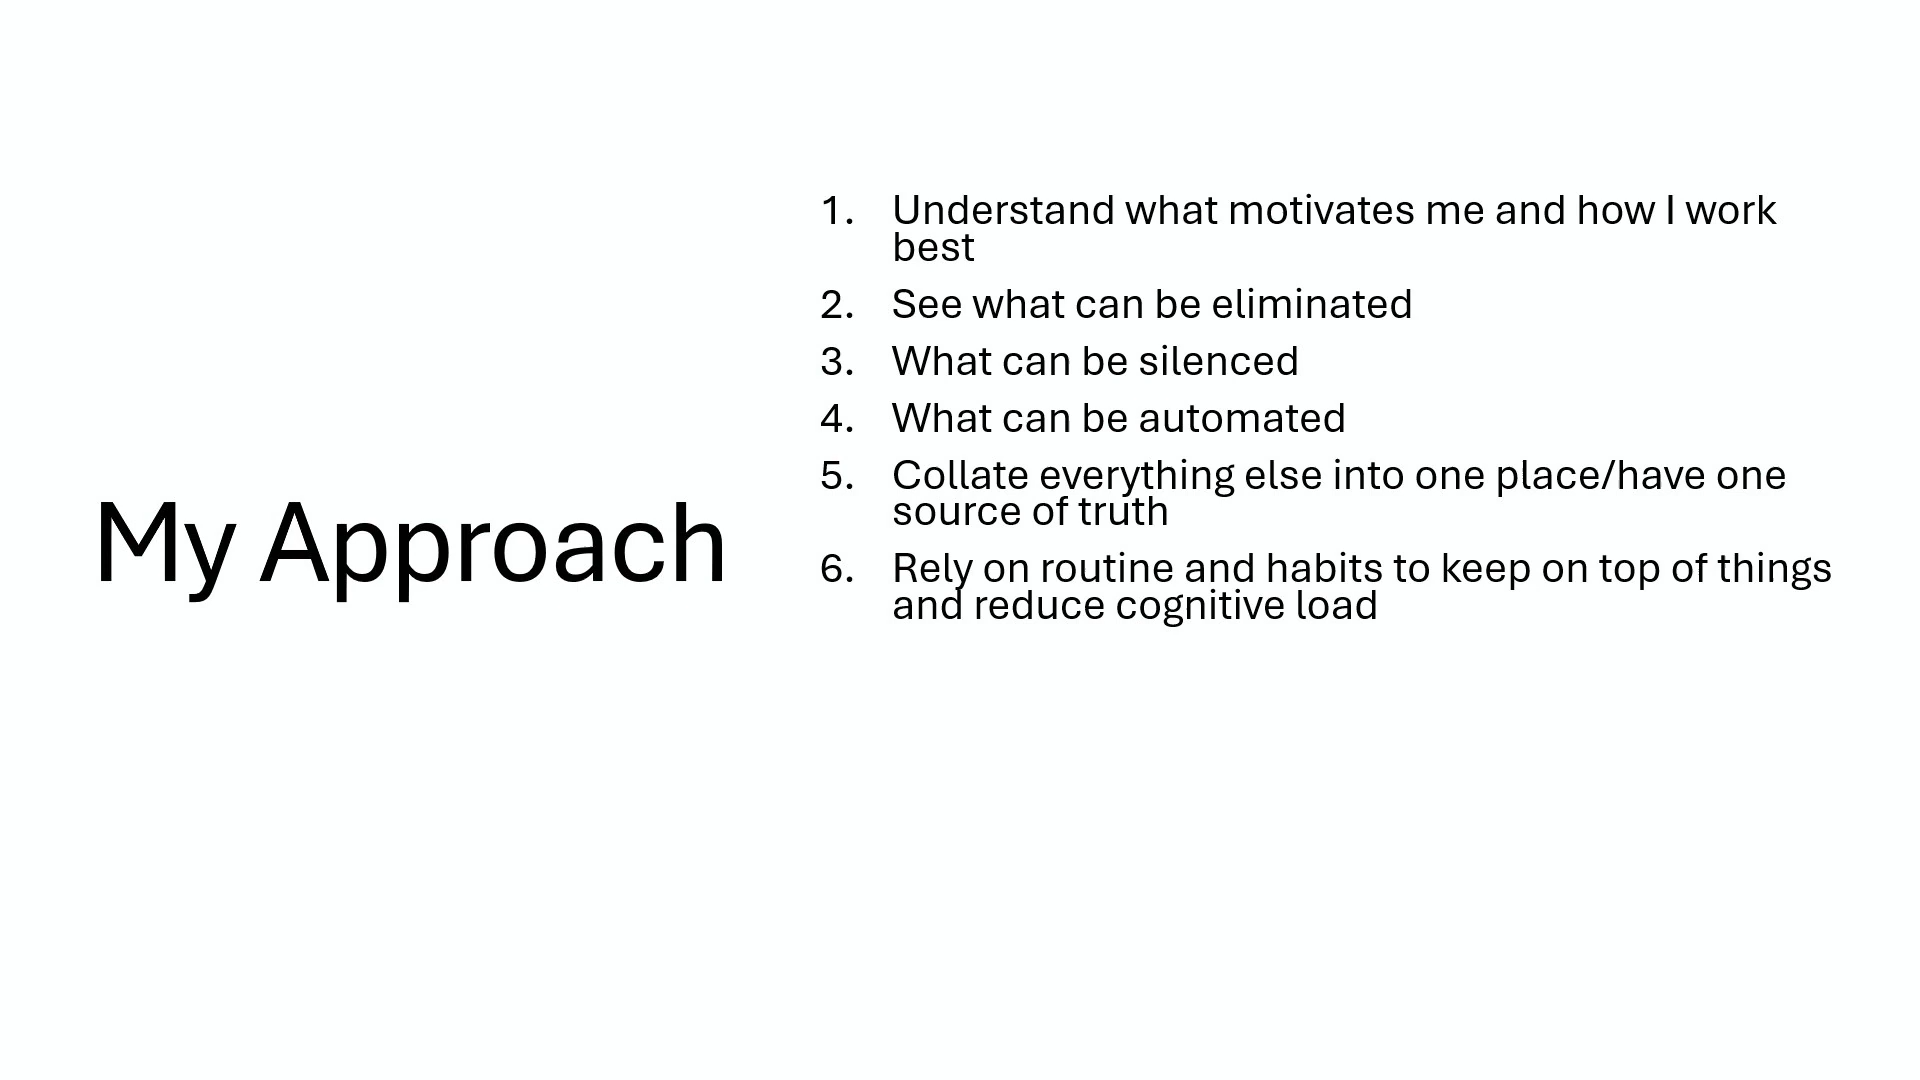 My Approach
1. Understand what motivates me and how I work
best
2. See what can be eliminated
3. What can be silenced
4. What can be automated
5. Collate everything else into one place/have one
source of truth
6. Rely on routine and habits to keep on top of things
and reduce cognitive load